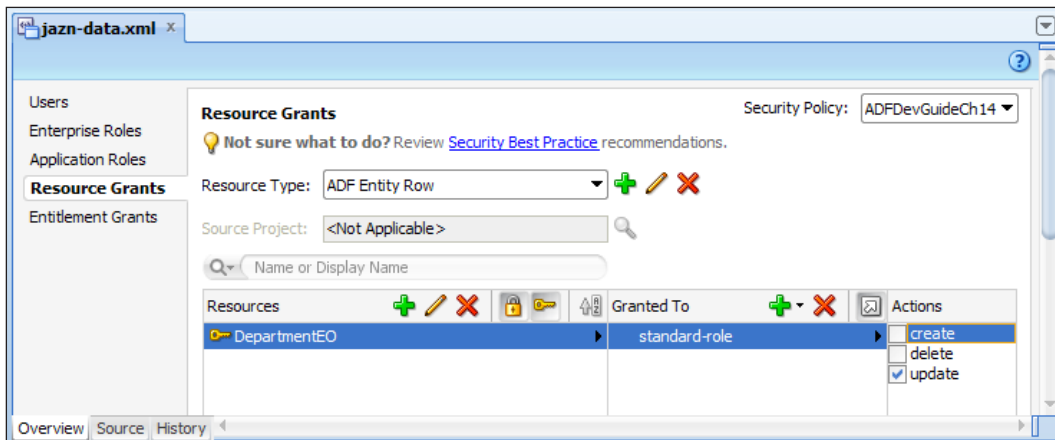 jazn-data.xml
Users
Enterprise Roles
Application Roles
Resource Grants
Entitlement Grants
Resource Grants
Security Policy: ADFDevGuideCh14
Not sure what to do? Review Security Best Practice recommendations.
Resource Type: ADF Entity Row
Source Project: <Not Applicable>
Name or Display Name
Resources Granted To Actions
DepartmentEO standard-role create
delete
update
Overview Source History